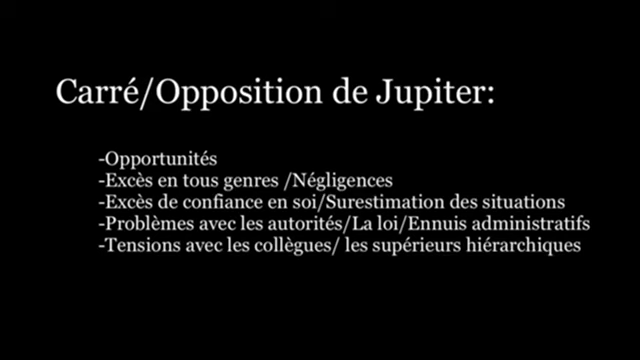 Carré/Opposition de Jupiter:
-Opportunités
-Excès en tous genres /Négligences
-Excès de confiance en soi/Surestimation des situations
-Problèmes avec les autorités/La loi/Ennuis administratifs
-Tensions avec les collègues/ les supérieurs hiérarchiques